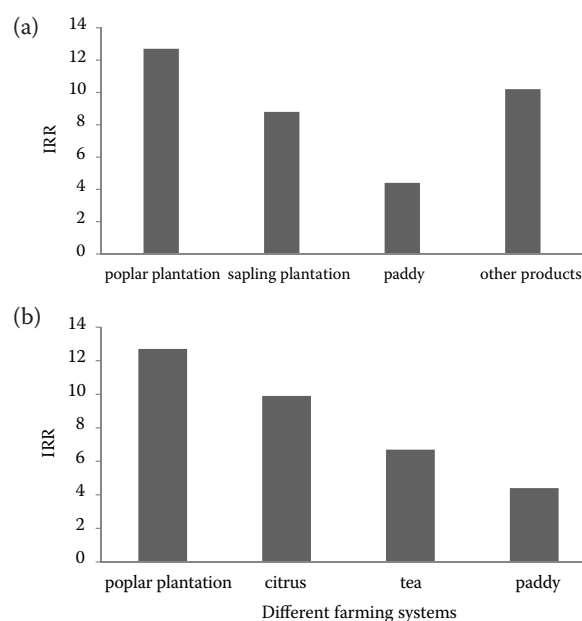 (a)
14
12
10
8
6
4
2
0
IRR
poplar plantation sapling plantation paddy other products
(b)
14
12
10
8
6
4
2
0
IRR
poplar plantation citrus tea paddy
Different farming systems